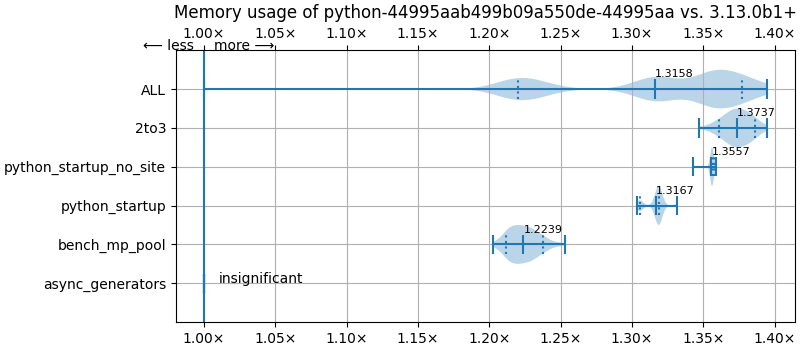 Memory usage of python-44995aab499b09a550de-44995aa vs. 3.13.0b1+
1.00× 1.05× 1.10× 1.15× 1.20× 1.25× 1.30× 1.35× 1.40×
⟵ less more ⟶
ALL 1.3158
2to3 1.3737
python_startup_no_site 1.3557
python_startup 1.3167
bench_mp_pool 1.2239
async_generators insignificant
1.00× 1.05× 1.10× 1.15× 1.20× 1.25× 1.30× 1.35× 1.40×